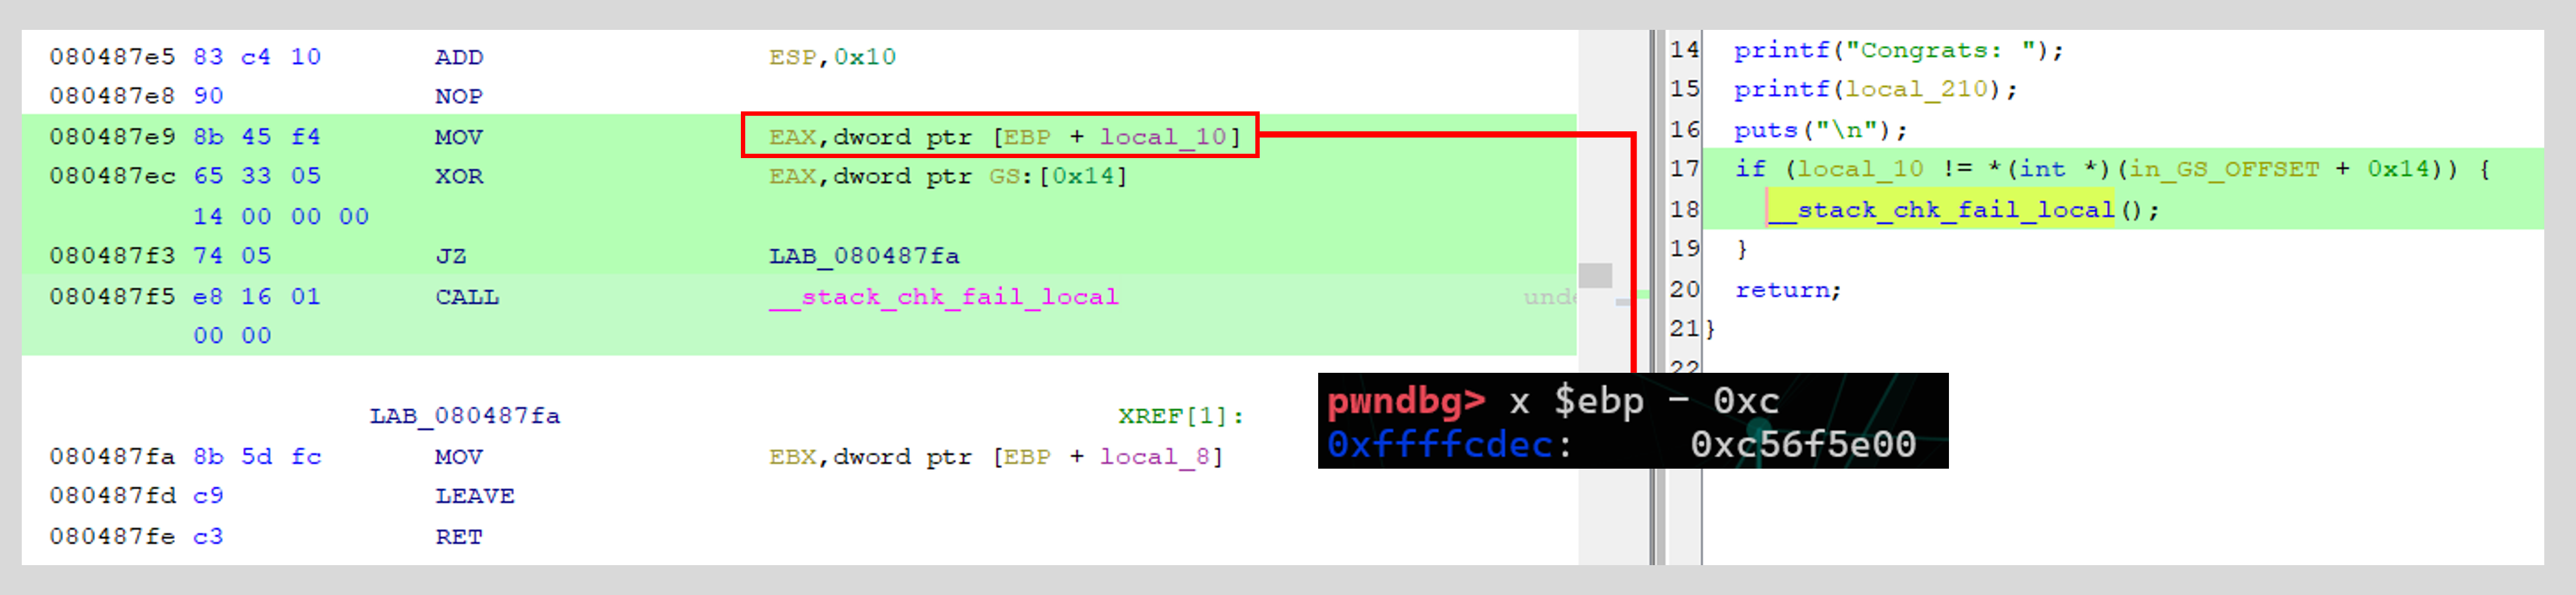 080487e5 83 c4 10 ADD ESP,0x10
080487e8 90 NOP
080487e9 8b 45 f4 MOV EAX,dword ptr [EBP + local_10]
080487ec 65 33 05 XOR EAX,dword ptr GS:[0x14]
14 00 00 00
080487f3 74 05 JZ LAB_080487fa
080487f5 e8 16 01 CALL __stack_chk_fail_local unde
00 00
LAB_080487fa XREF[1]:
080487fa 8b 5d fc MOV EBX,dword ptr [EBP + local_8]
080487fd c9 LEAVE
080487fe c3 RET
14 printf("Congrats: ");
15 printf(local_210);
16 puts("\n");
17 if (local_10 != *(int *)(in_GS_OFFSET + 0x14)) {
18 __stack_chk_fail_local();
19 }
20 return;
21 }
22
pwndbg> x $ebp - 0xc
0xffffcdec: 0xc56f5e00